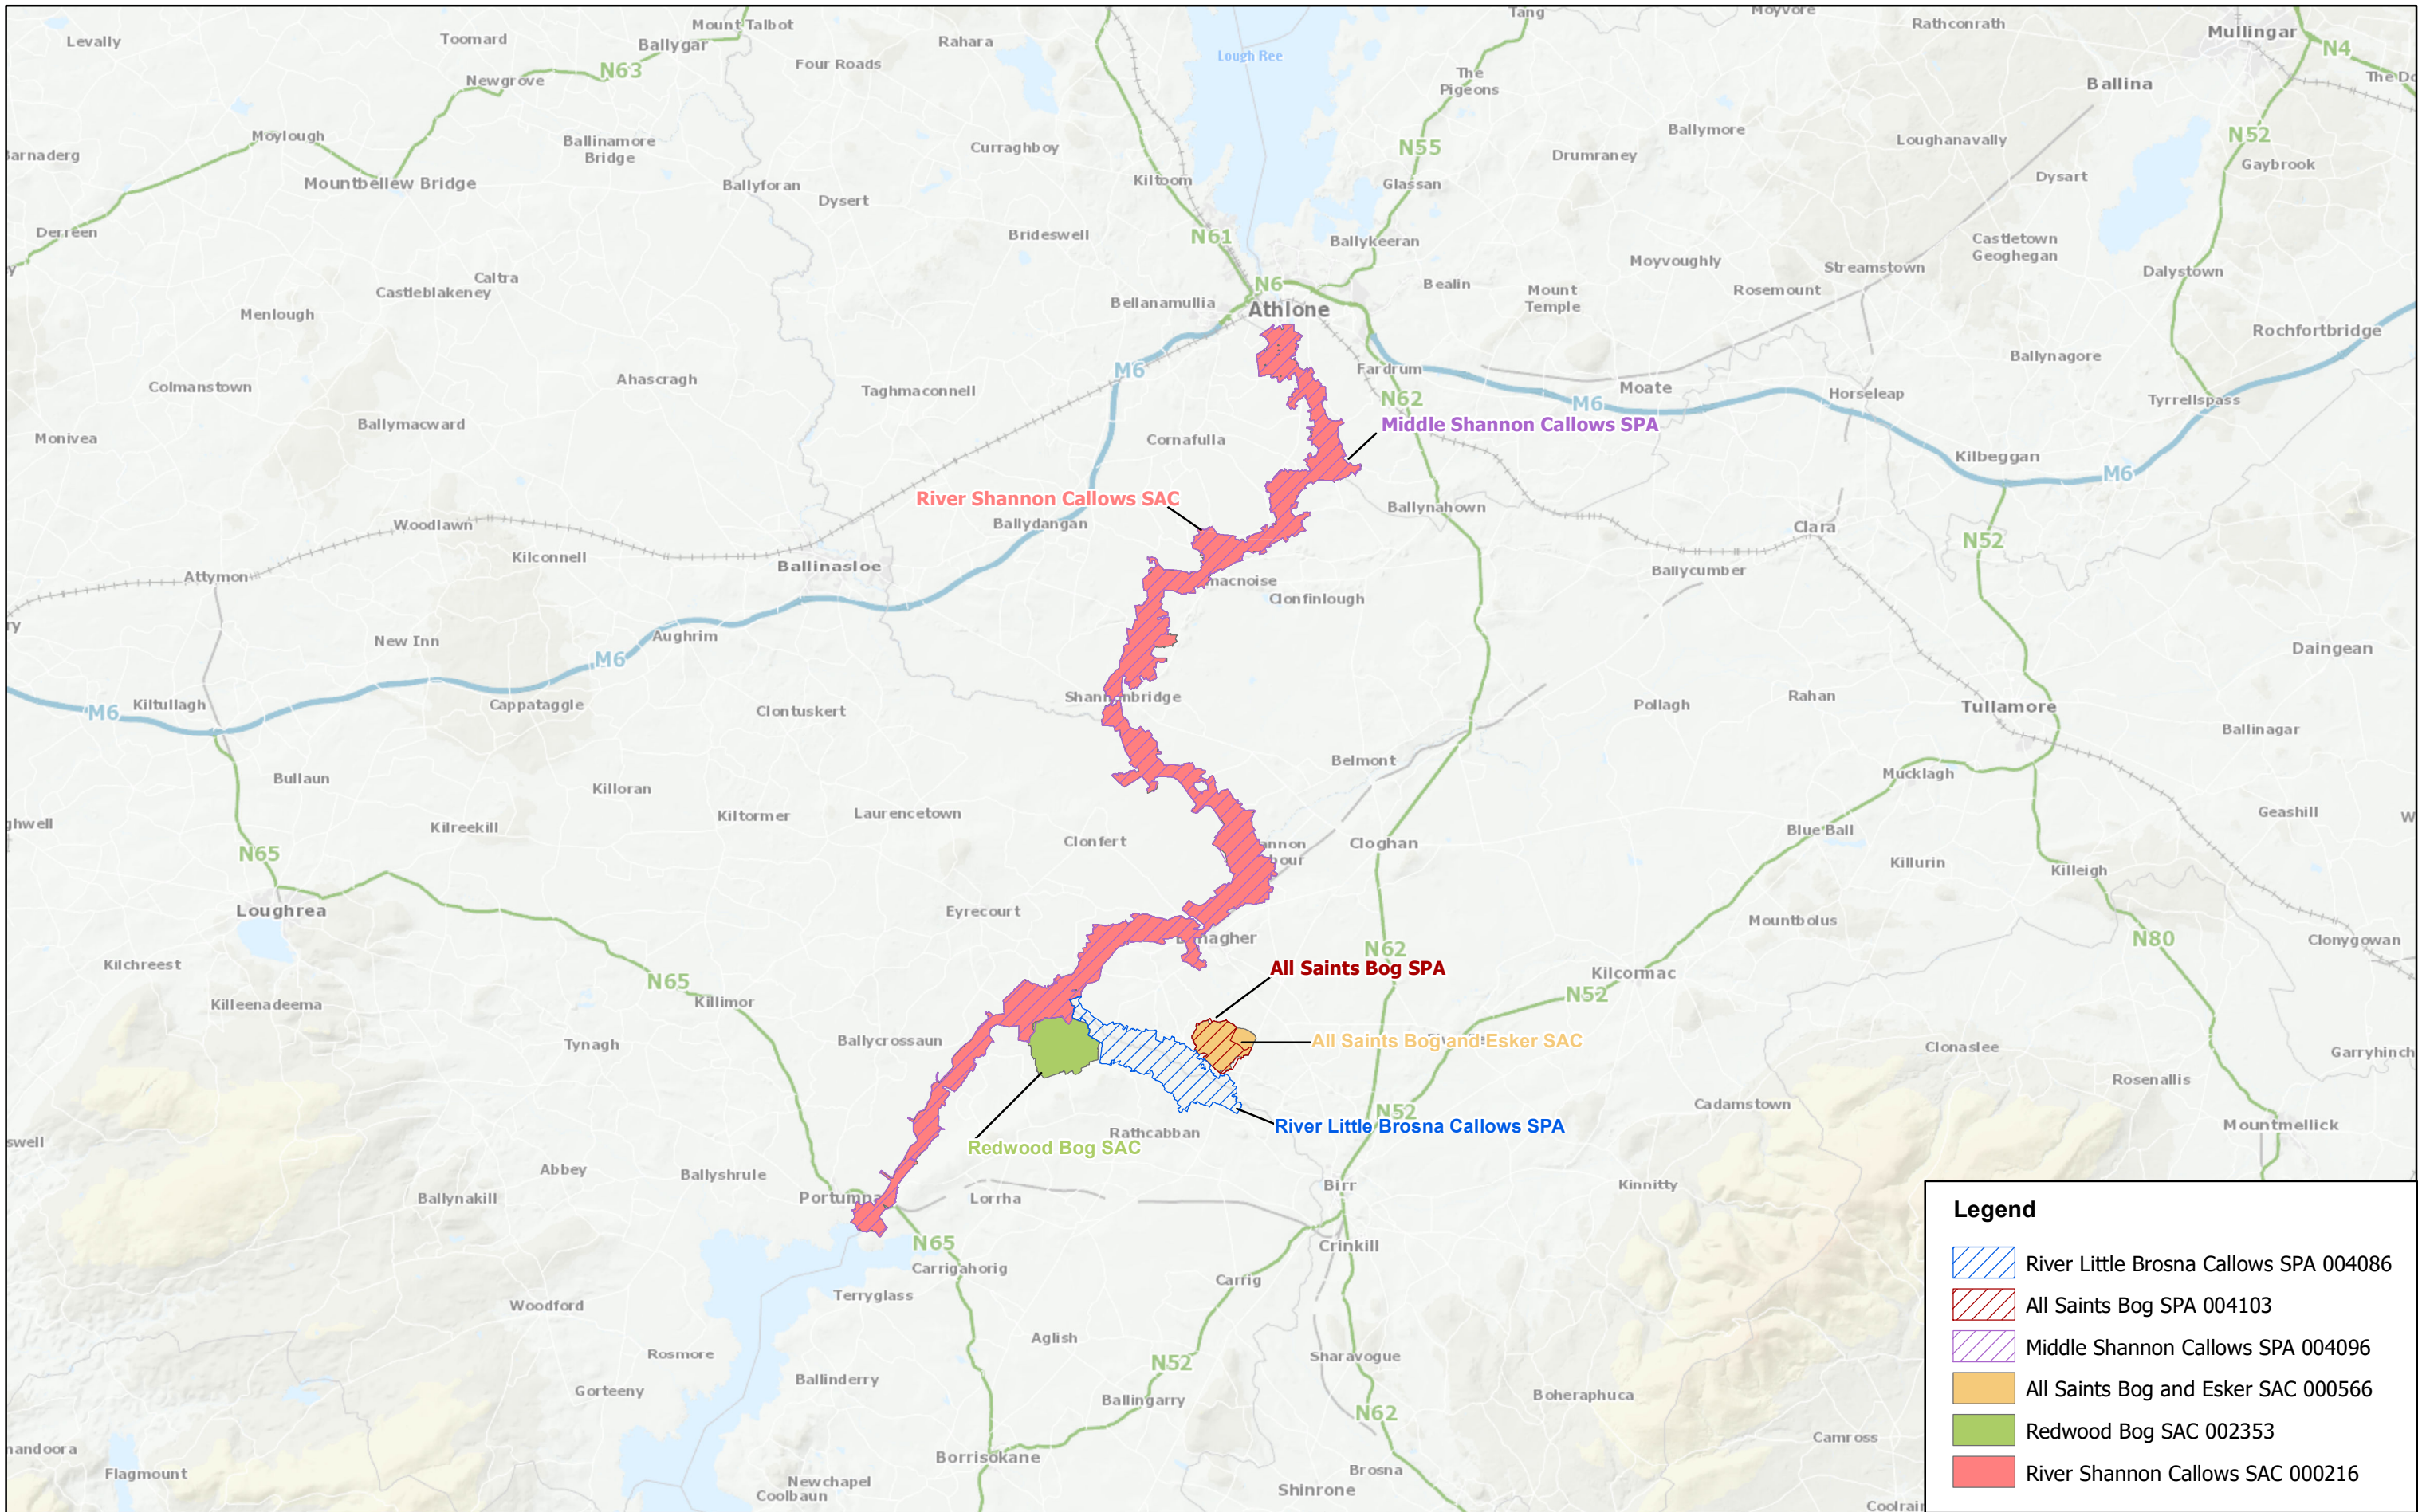 Levally
Toomard
Mount Talbot
Ballygar
Rahara
Tang
Moyvore
Rathconrath
Mullingar
N4
Lough Ree
Four Roads
N63
Newgrove
The
Pigeons
Ballina
Moylough
Ballinamore
Bridge
Curraghboy
N55
Drumraney
Ballymore
Loughanavally
N52
Gaybrook
Mountbellew Bridge
Ballyforan
Dysert
Kiltoom
Glassan
Dysart
Derreen
Brideswell
N61
Ballykeeran
Castletown
Geoghegan
Caltra
Castleblakeney
N6
Bealin
Moyvoughly
Streamstown
Dalystown
Menlough
Bellanamullia
Athlone
Mount
Temple
Rosemount
Rochfortbridge
Colmanstown
Ahascragh
Taghmaconnell
M6
Fardrum
Moate
Ballynagore
N62
M6
Horseleap
Tyrrellspass
Monivea
Ballymacward
Cornafulla
Middle Shannon Callows SPA
Kilbeggan
M6
River Shannon Callows SAC
Ballydangan
Ballynahown
Woodlawn
Kilconnell
Ballinasloe
Clara
N52
Attymon
macnoise
Clonfinlough
Ballycumber
New Inn
Aughrim
M6
Daingean
M6
Kiltullagh
Cappataggle
Clontuskert
Shannonbridge
Pollagh
Rahan
Tullamore
Ballinagar
Bullaun
Killoran
Belmont
Mucklagh
Kilreekill
Kiltormer
Laurencetown
Clonfert
annon
bour
Cloghan
Blue Ball
Geashill
N65
Killurin
Killeigh
Loughrea
Eyrecourt
Mountbolus
Kilchreest
nagher
N62
N80
Clonygowan
N65
Killeenadeema
Killimor
All Saints Bog SPA
Kilcormac
N52
Tynagh
Ballycrossaun
All Saints Bog and Esker SAC
Clonaslee
Garryhinch
Rosenallis
Cadamstown
N52
River Little Brosna Callows SPA
Mountmellick
Rathcabban
Redwood Bog SAC
Abbey
Ballyshrule
Ballynakill
Portumna
Lorrha
Birr
Kinnitty
N65
Crinkill
Carrigahorig
Carrig
Terryglass
Woodford
Aglish
Rosmore
N52
Sharavogue
Gorteeny
Ballinderry
Ballingarry
Boheraphuca
N62
Camross
Flagmount
Borrisokane
Newchapel
Coolbaun
Brosna
Shinrone
Legend
River Little Brosna Callows SPA 004086
All Saints Bog SPA 004103
Middle Shannon Callows SPA 004096
All Saints Bog and Esker SAC 000566
Redwood Bog SAC 002353
River Shannon Callows SAC 000216